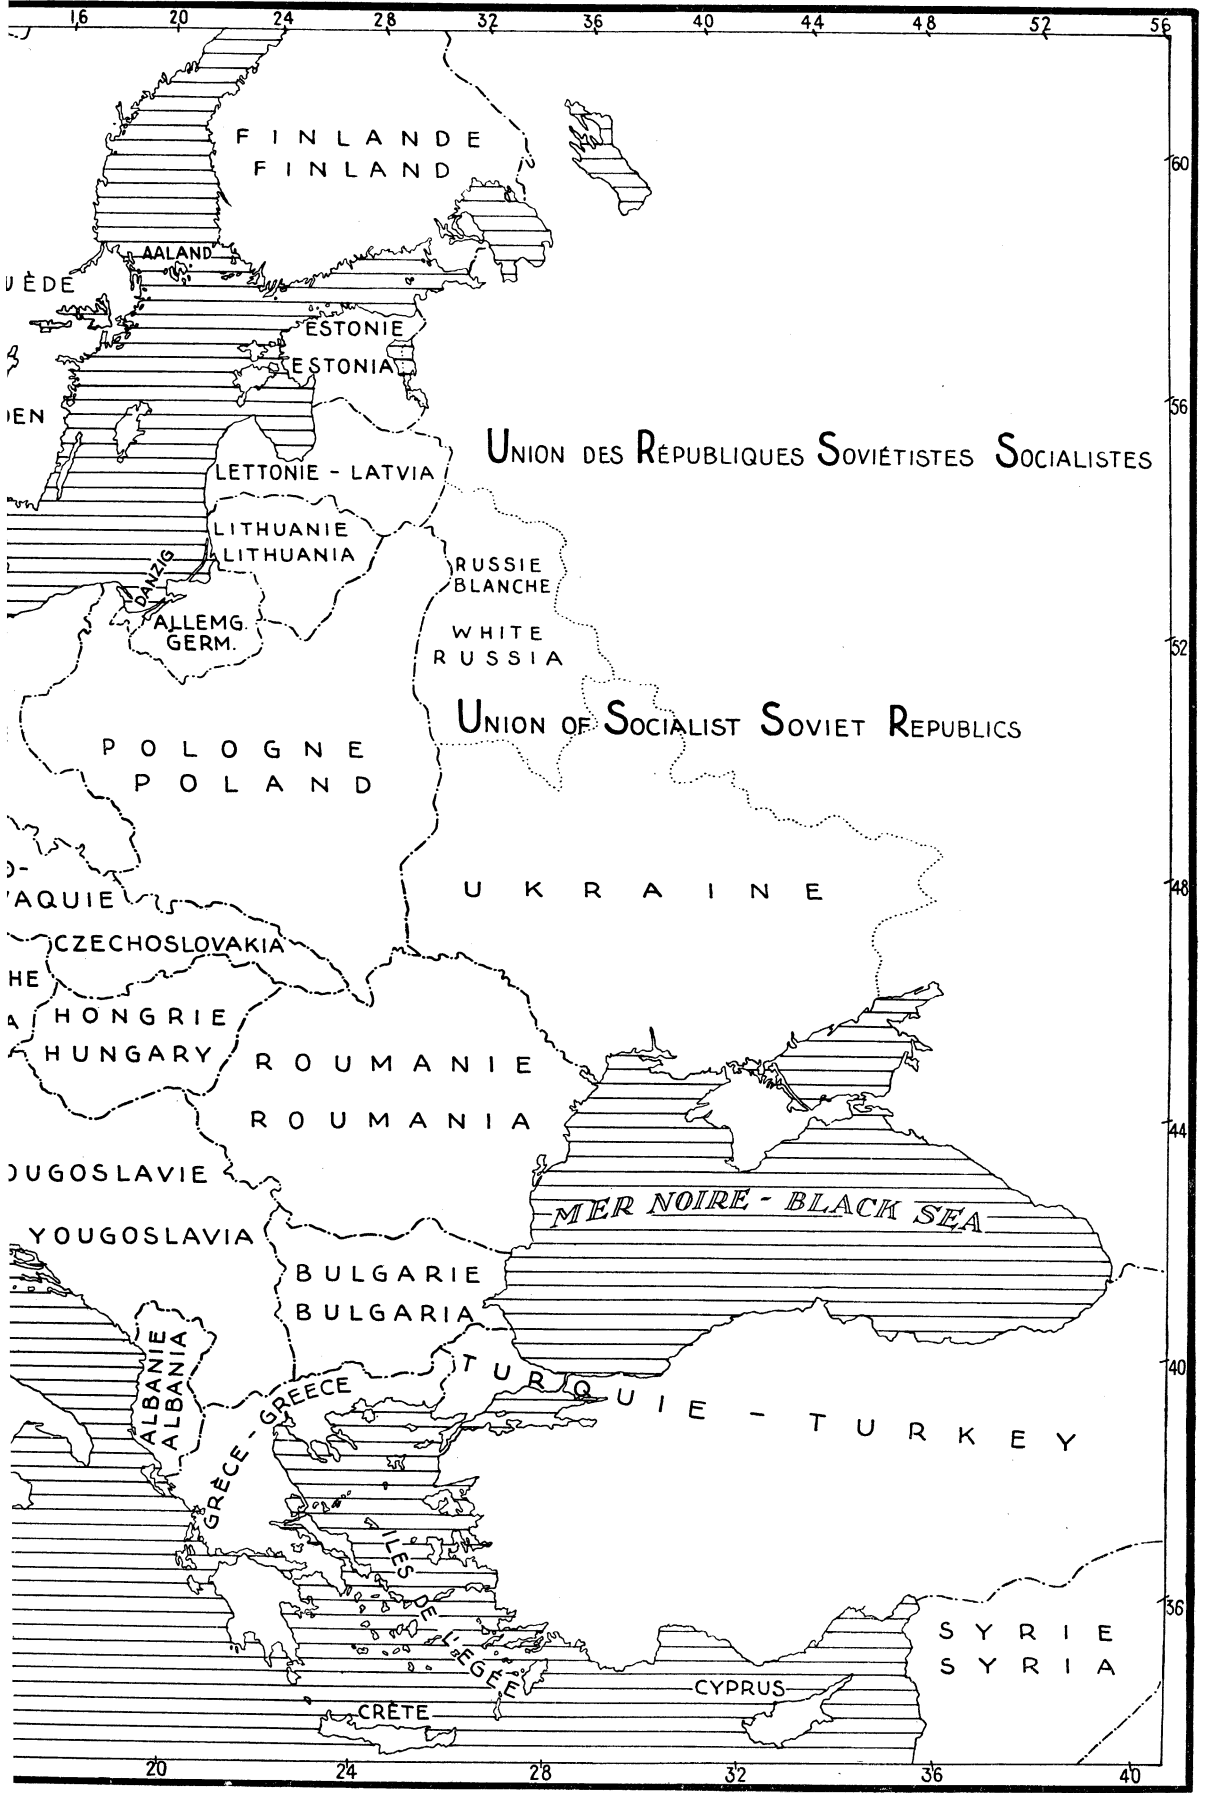 16 20 24 28 32 36 40 44 48 52 56
FINLANDE
FINLAND
60
AALAND
UÈDE
ESTONIE
ESTONIA
56
DEN
UNION DES RÉPUBLIQUES SOVIÉTISTES SOCIALISTES
LETTONIE - LATVIA
LITHUANIE
LITHUANIA
DANZIG
RUSSIE
BLANCHE
ALLEMG.
GERM.
WHITE
RUSSIA
52
UNION OF SOCIALIST SOVIET REPUBLICS
POLOGNE
POLAND
O-
VAQUIE
UKRAINE
48
CZECHOSLOVAKIA
HE
HONGRIE
A
HUNGARY
ROUMANIE
ROUMANIA
44
OUGOSLAVIE
YOUGOSLAVIA
MER NOIRE - BLACK SEA
BULGARIE
BULGARIA
ALBANIE
ALBANIA
40
TURQUIE - TURKEY
GRÈCE - GREECE
ILES DE L'EGÉE
36
SYRIE
SYRIA
CYPRUS
CRÈTE
20 24 28 32 36 40